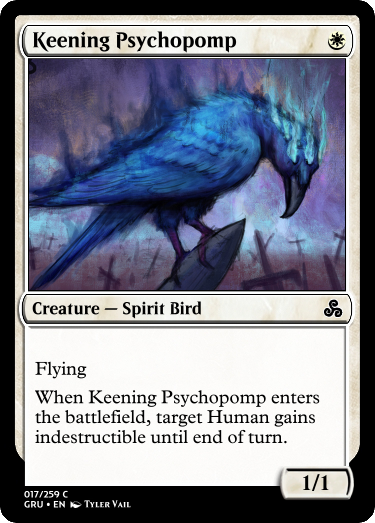 Keening Psychopomp
Creature — Spirit Bird
Flying
When Keening Psychopomp enters
the battlefield, target Human gains
indestructible until end of turn.
1/1
017/259 C
GRU • EN Tyler Vail